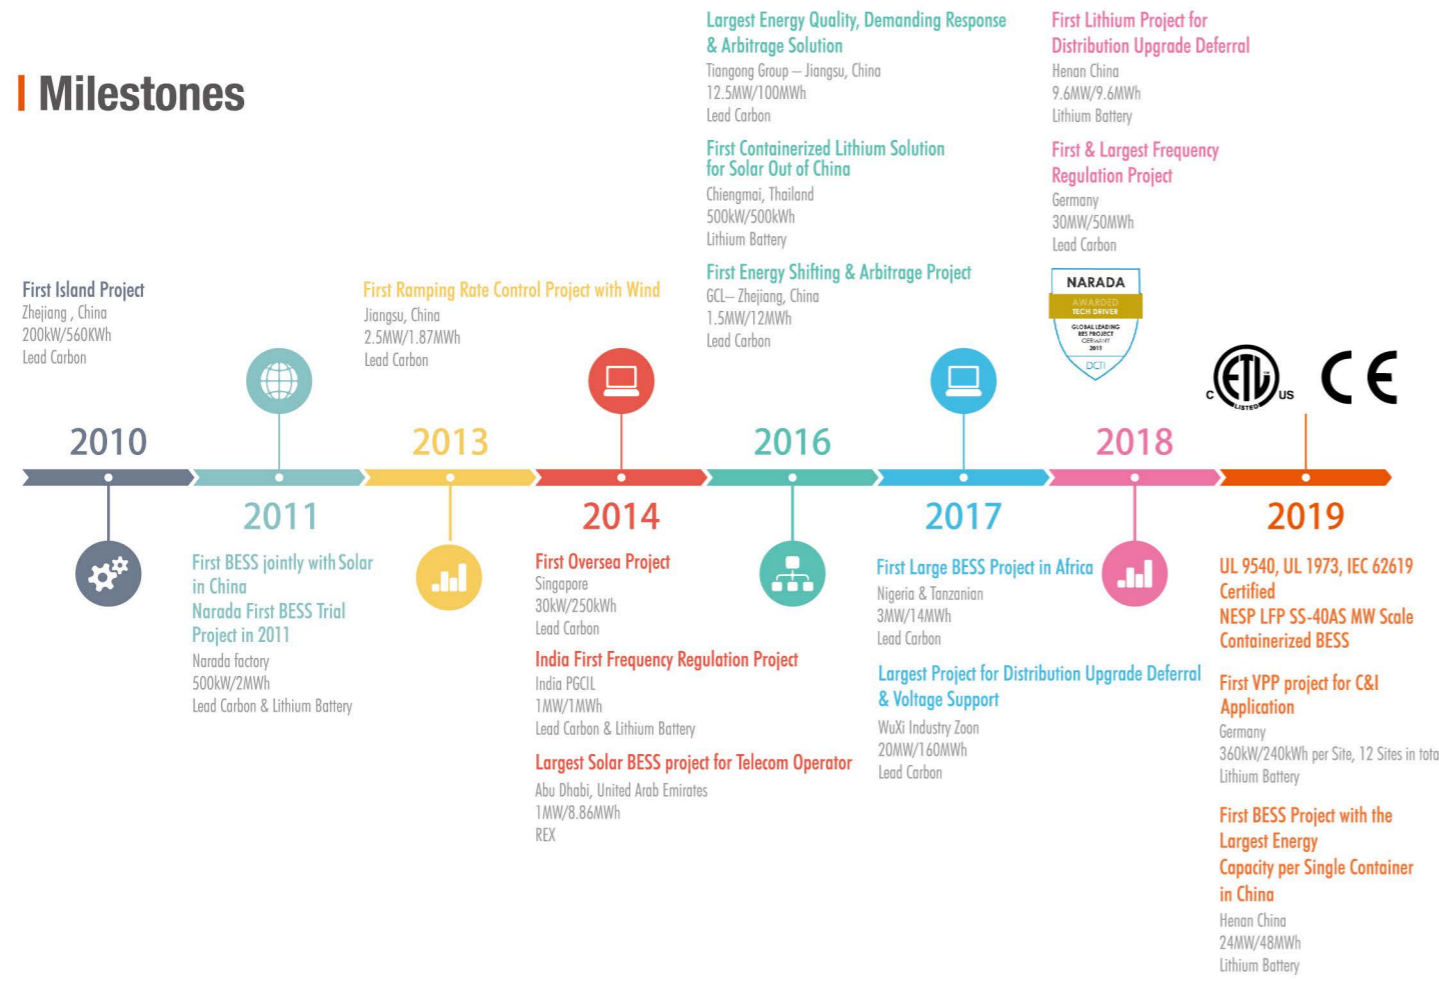 Milestones
First Island Project
Zhejiang , China
200kW/560KWh
Lead Carbon
2010
2011
First BESS jointly with Solar
in China
Narada First BESS Trial
Project in 2011
Narada factory
500kW/2MWh
Lead Carbon & Lithium Battery
First Ramping Rate Control Project with Wind
Jiangsu, China
2.5MW/1.87MWh
Lead Carbon
2013
2014
First Oversea Project
Singapore
30kW/250kWh
Lead Carbon
India First Frequency Regulation Project
India PGCIL
1MW/1MWh
Lead Carbon & Lithium Battery
Largest Solar BESS project for Telecom Operator
Abu Dhabi, United Arab Emirates
1MW/8.86MWh
REX
Largest Energy Quality, Demanding Response
& Arbitrage Solution
Tiangong Group – Jiangsu, China
12.5MW/100MWh
Lead Carbon
First Containerized Lithium Solution
for Solar Out of China
Chiengmai, Thailand
500kW/500kWh
Lithium Battery
First Energy Shifting & Arbitrage Project
GCL– Zhejiang, China
1.5MW/12MWh
Lead Carbon
2016
2017
First Large BESS Project in Africa
Nigeria & Tanzanian
3MW/14MWh
Lead Carbon
Largest Project for Distribution Upgrade Deferral
& Voltage Support
WuXi Industry Zoon
20MW/160MWh
Lead Carbon
First Lithium Project for
Distribution Upgrade Deferral
Henan China
9.6MW/9.6MWh
Lithium Battery
First & Largest Frequency
Regulation Project
Germany
30MW/50MWh
Lead Carbon
NARADA
AWARDED
TECH DRIVER
GLOBAL LEADING
RES PROJECT
GERMANY
DCTI
2018
C ETL US
LISTED
CE
2019
UL 9540, UL 1973, IEC 62619
Certified
NESP LFP SS-40AS MW Scale
Containerized BESS
First VPP project for C&I
Application
Germany
360kW/240kWh per Site, 12 Sites in tota
Lithium Battery
First BESS Project with the
Largest Energy
Capacity per Single Container
in China
Henan China
24MW/48MWh
Lithium Battery